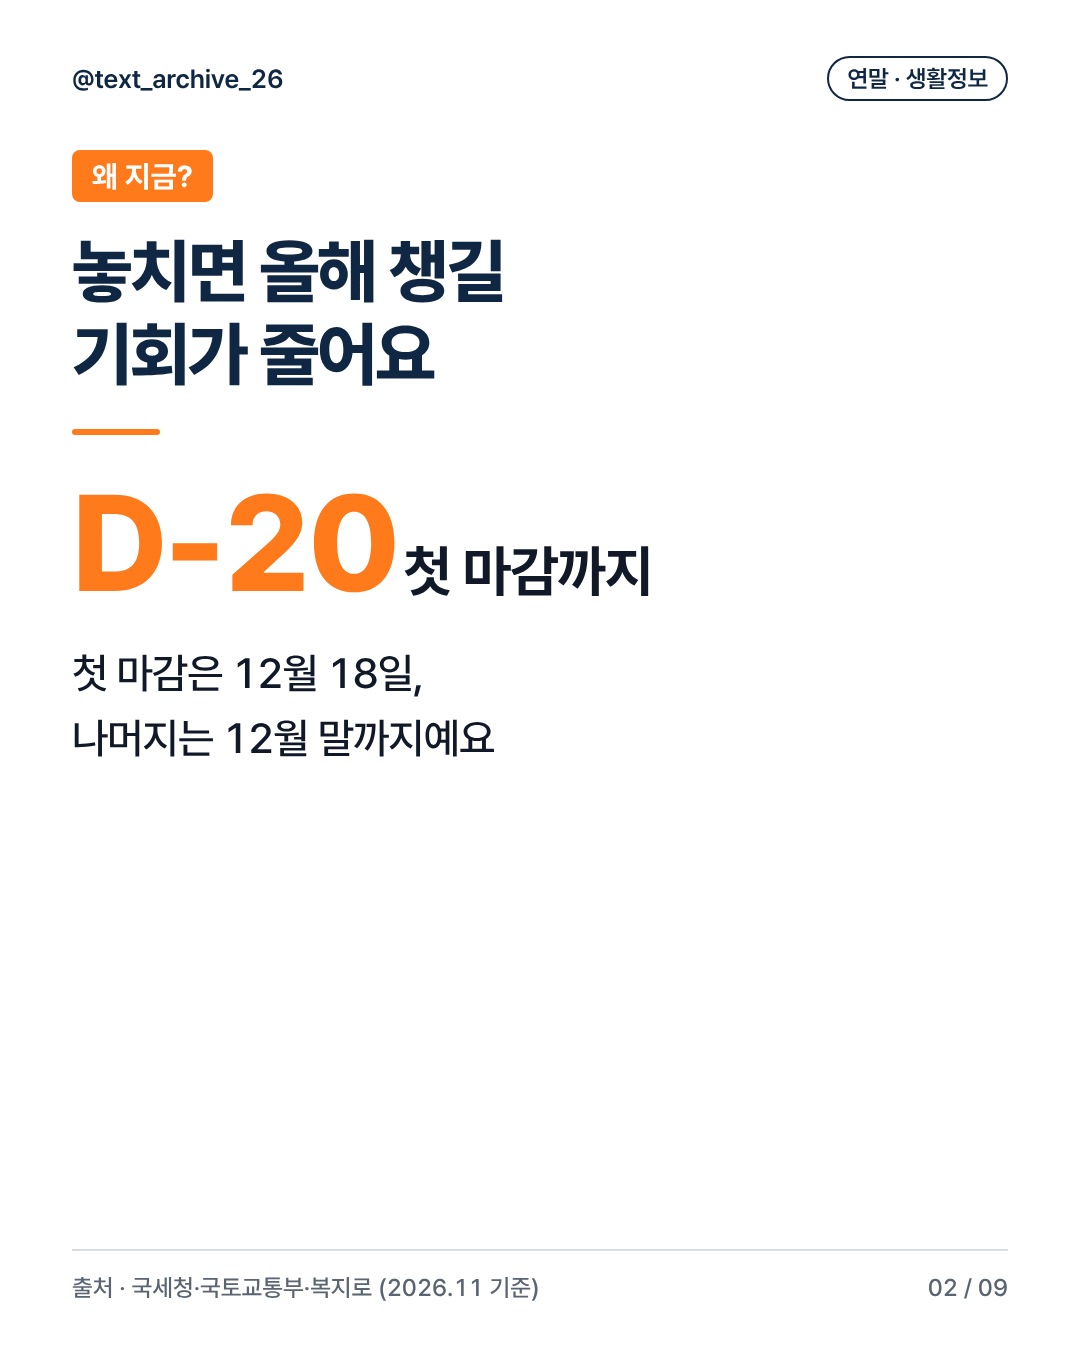 @text_archive_26
연말 · 생활정보
왜 지금?
놓치면 올해 챙길
기회가 줄어요
D-20 첫 마감까지
첫 마감은 12월 18일,
나머지는 12월 말까지예요
출처 · 국세청·국토교통부·복지로 (2026.11 기준)
02 / 09